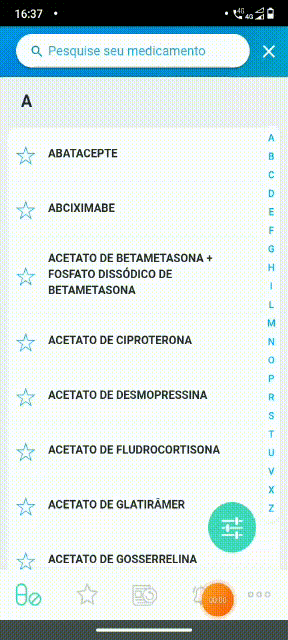 16:37
4G
4G
Pesquise seu medicamento
A
ABATACEPTE
ABCIXIMABE
ACETATO DE BETAMETASONA +
FOSFATO DISSÓDICO DE
BETAMETASONA
ACETATO DE CIPROTERONA
ACETATO DE DESMOPRESSINA
ACETATO DE FLUDROCORTISONA
ACETATO DE GLATIRÂMER
ACETATO DE GOSSERRELINA
A
B
C
D
E
F
G
H
I
L
M
N
O
P
R
S
T
U
V
X
Z
00:00